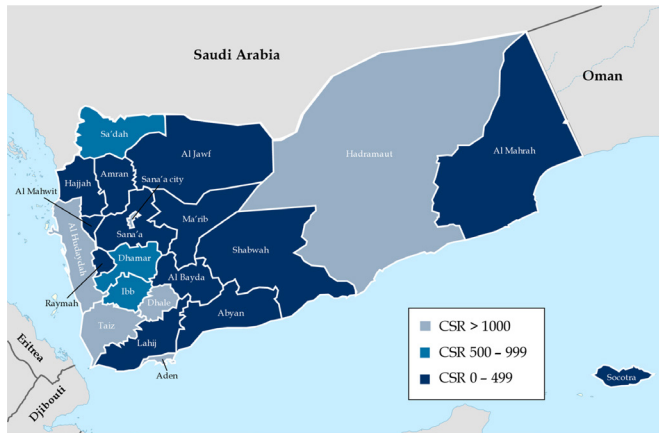 Saudi Arabia
Oman
Sa'dah
Al Jawf
Hadramaut
Al Mahrah
Hajjah
Amran
Sana'a city
Al Mahwit
Sana'a
Ma'rib
Al Hudaydah
Dhamar
Shabwah
Raymah
Ibb
Al Bayda
Dhale
Abyan
Taiz
Lahij
Aden
Eritrea
Djibouti
CSR > 1000
CSR 500 – 999
CSR 0 – 499
Socotra